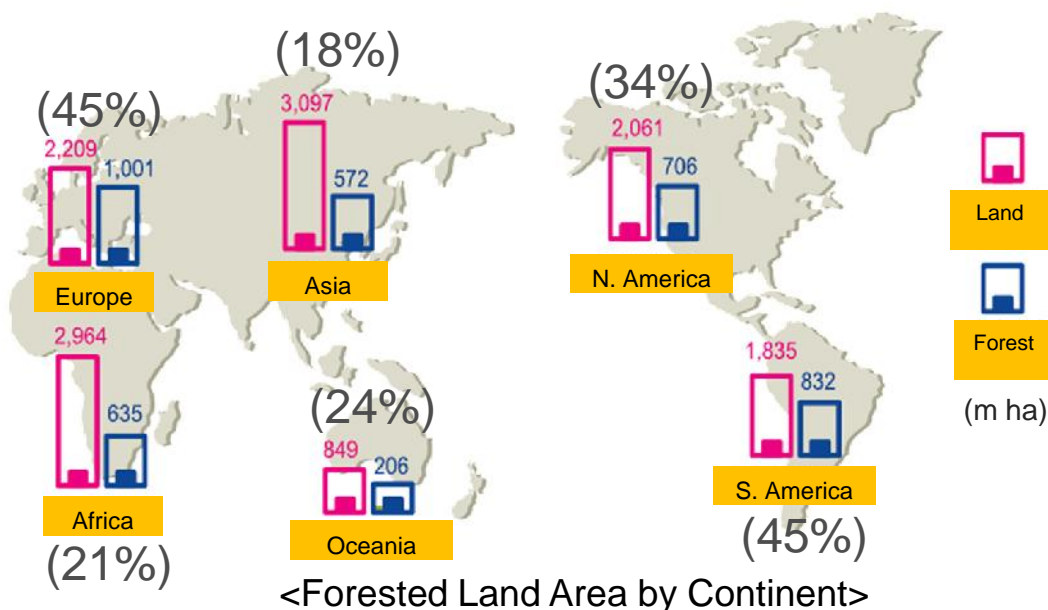 (18%)
(45%)
(34%)
3,097
2,061
2,209
1,001
572
706
Land
Europe
Asia
N. America
Forest
2,964
1,835
832
(m ha)
635
(24%)
849
206
S. America
Africa
Oceania
(45%)
(21%)
<Forested Land Area by Continent>